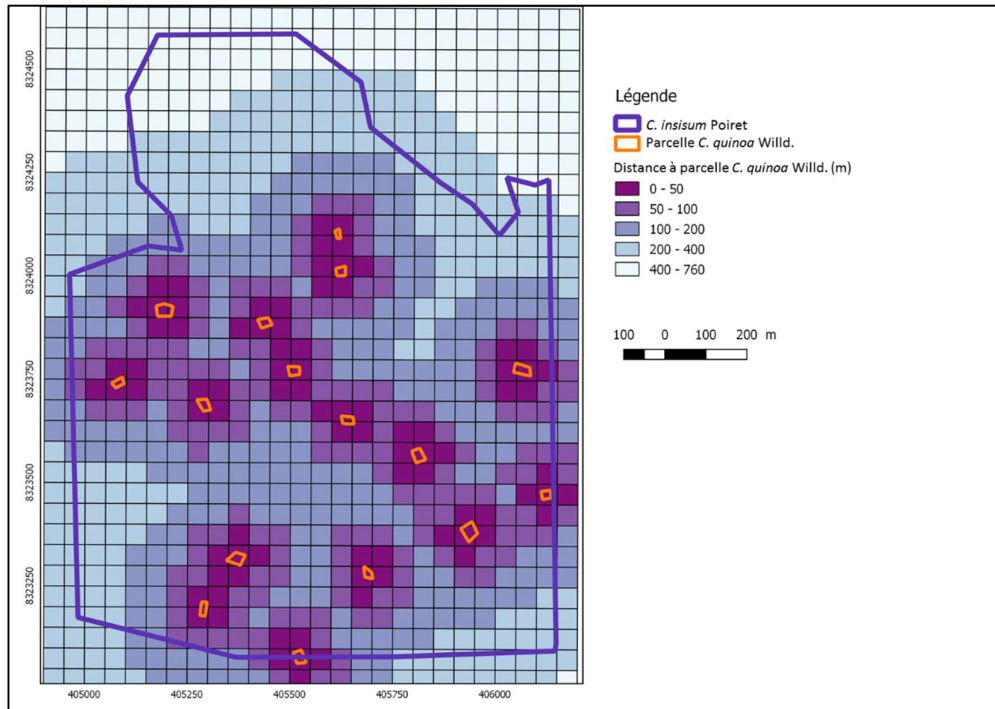 8324500
8324250
8324000
8323750
8323500
8323250
405000 405250 405500 405750 406000
Légende
C. insisum Poiret
Parcelle C. quinoa Willd.
Distance à parcelle C. quinoa Willd. (m)
0 - 50
50 - 100
100 - 200
200 - 400
400 - 760
100 0 100 200 m